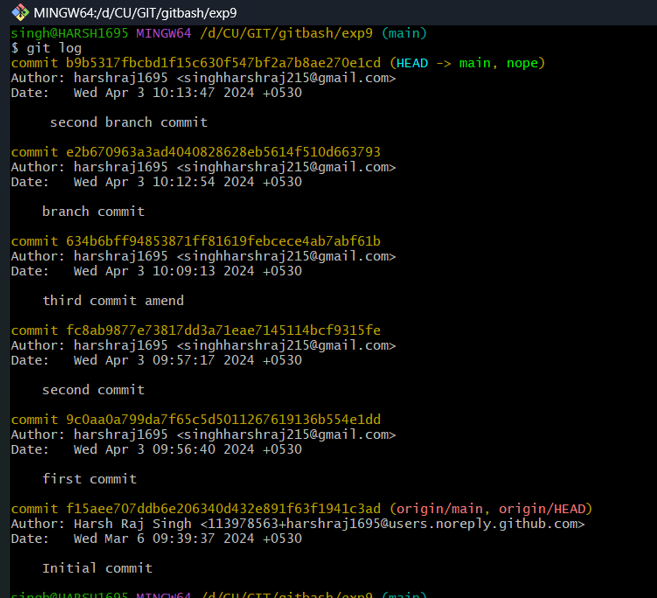 MINGW64:/d/CU/GIT/gitbash/exp9
singh@HARSH1695 MINGW64 /d/CU/GIT/gitbash/exp9 (main)
$ git log
commit b9b5317fbcbd1f15c630f547bf2a7b8ae270e1cd (HEAD -> main, nope)
Author: harshraj1695 <singhharshraj215@gmail.com>
Date:   Wed Apr 3 10:13:47 2024 +0530
second branch commit
commit e2b670963a3ad4040828628eb5614f510d663793
Author: harshraj1695 <singhharshraj215@gmail.com>
Date:   Wed Apr 3 10:12:54 2024 +0530
branch commit
commit 634b6bff94853871ff81619febcece4ab7abf61b
Author: harshraj1695 <singhharshraj215@gmail.com>
Date:   Wed Apr 3 10:09:13 2024 +0530
third commit amend
commit fc8ab9877e73817dd3a71eae7145114bcf9315fe
Author: harshraj1695 <singhharshraj215@gmail.com>
Date:   Wed Apr 3 09:57:17 2024 +0530
second commit
commit 9c0aa0a799da7f65c5d5011267619136b554e1dd
Author: harshraj1695 <singhharshraj215@gmail.com>
Date:   Wed Apr 3 09:56:40 2024 +0530
first commit
commit f15aee707ddb6e206340d432e891f63f1941c3ad (origin/main, origin/HEAD)
Author: Harsh Raj Singh <113978563+harshraj1695@users.noreply.github.com>
Date:   Wed Mar 6 09:39:37 2024 +0530
Initial commit
singh@HARSH1695 MINGW64 /d/CU/GIT/gitbash/exp9 (main)